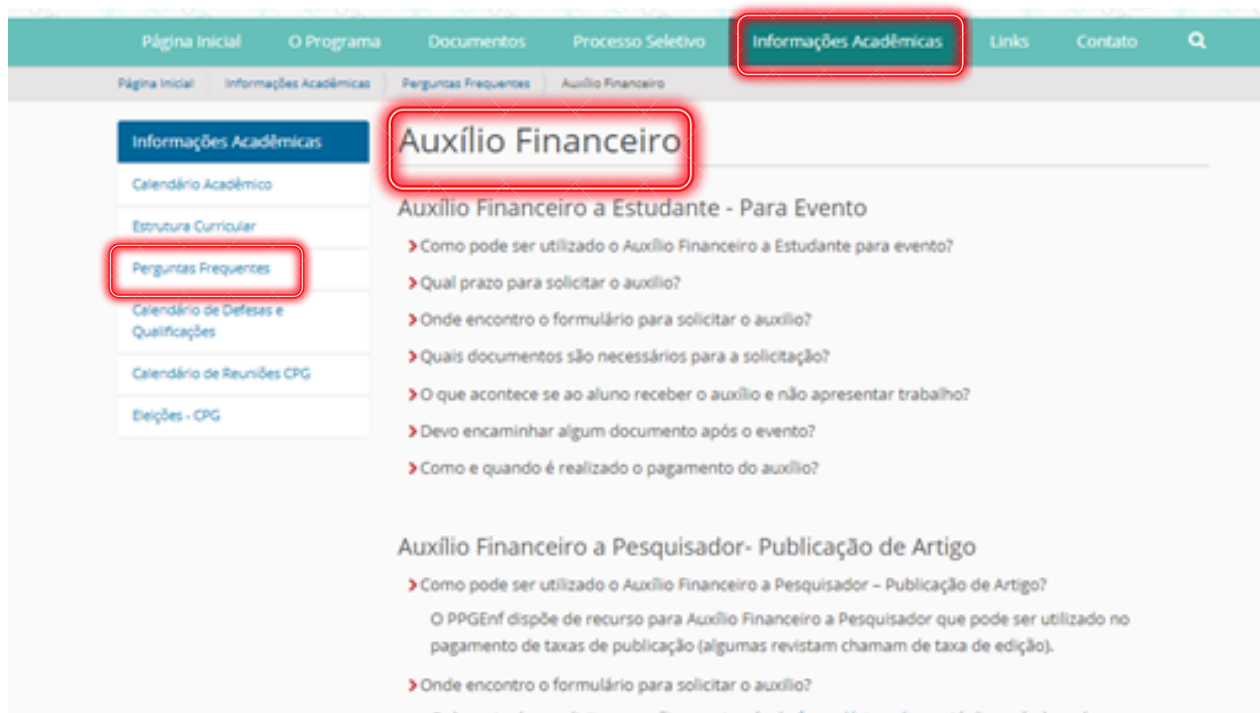 Página Inicial O Programa Documentos Processo Seletivo Informações Acadêmicas Links Contato
Página Inicial Informações Acadêmicas Perguntas Frequentes Auxílio Financeiro
Informações Acadêmicas
Calendário Acadêmico
Estrutura Curricular
Perguntas Frequentes
Calendário de Defesas e
Qualificações
Calendário de Reuniões CPG
Eleições - CPG
Auxílio Financeiro
Auxílio Financeiro a Estudante - Para Evento
Como pode ser utilizado o Auxílio Financeiro a Estudante para evento?
Qual prazo para solicitar o auxílio?
Onde encontro o formulário para solicitar o auxílio?
Quais documentos são necessários para a solicitação?
O que acontece se ao aluno receber o auxílio e não apresentar trabalho?
Devo encaminhar algum documento após o evento?
Como e quando é realizado o pagamento do auxílio?
Auxílio Financeiro a Pesquisador- Publicação de Artigo
Como pode ser utilizado o Auxílio Financeiro a Pesquisador – Publicação de Artigo?
O PPGEnf dispõe de recurso para Auxílio Financeiro a Pesquisador que pode ser utilizado no
pagamento de taxas de publicação (algumas revistam chamam de taxa de edição).
Onde encontro o formulário para solicitar o auxílio?